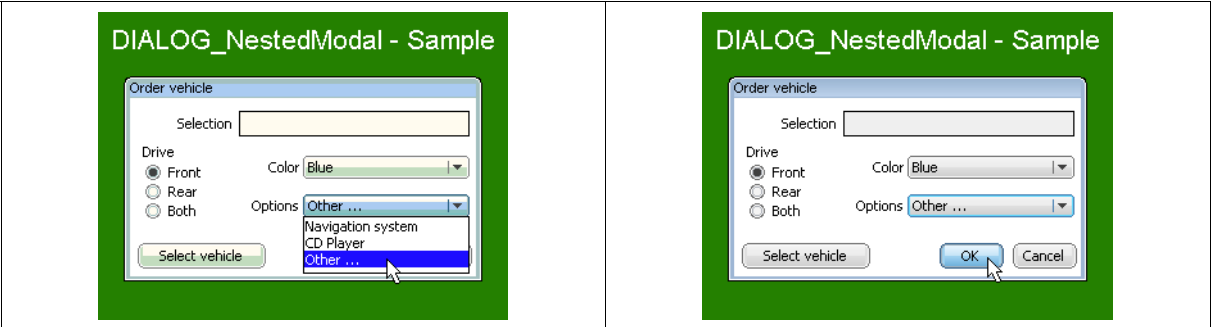 DIALOG_NestedModal - Sample
Order vehicle
Selection
Drive
Front
Color Blue
Rear
Options Other ...
Both
Navigation system
CD Player
Select vehicle
Other ...
DIALOG_NestedModal - Sample
Order vehicle
Selection
Drive
Front
Color Blue
Rear
Options Other ...
Both
Select vehicle
OK
Cancel